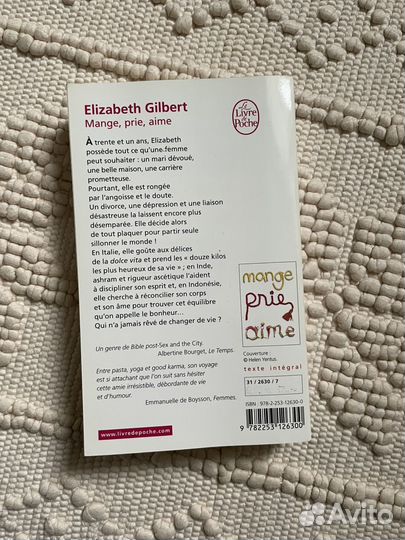 Elizabeth Gilbert
Mange, prie, aime
Le
Livre
de
Poche
À trente et un ans, Elizabeth
possède tout ce qu'une femme
peut souhaiter : un mari dévoué,
une belle maison, une carrière
prometteuse.
Pourtant, elle est rongée
par l'angoisse et le doute.
Un divorce, une dépression et une liaison
désastreuse la laissent encore plus
désemparée. Elle décide alors
de tout plaquer pour partir seule
sillonner le monde !
En Italie, elle goûte aux délices
de la dolce vita et prend les « douze kilos
les plus heureux de sa vie » ; en Inde,
ashram et rigueur ascétique l'aident
à discipliner son esprit et, en Indonésie,
elle cherche à réconcilier son corps
et son âme pour trouver cet équilibre
qu'on appelle le bonheur...
Qui n'a jamais rêvé de changer de vie ?
Un genre de Bible post-Sex and the City.
Albertine Bourget, Le Temps.
Entre pasta, yoga et good karma, son voyage
est si attachant que l'on suit sans hésiter
cette amie irrésistible, débordante de vie
et d'humour.
Emmanuelle de Boysson, Femmes.
mange
prie
aime
Couverture :
© Helen Yentus.
texte intégral
31 / 2630 / 7
ISBN : 978-2-253-12630-0
9 782253 126300
www.livredepoche.com
Avito